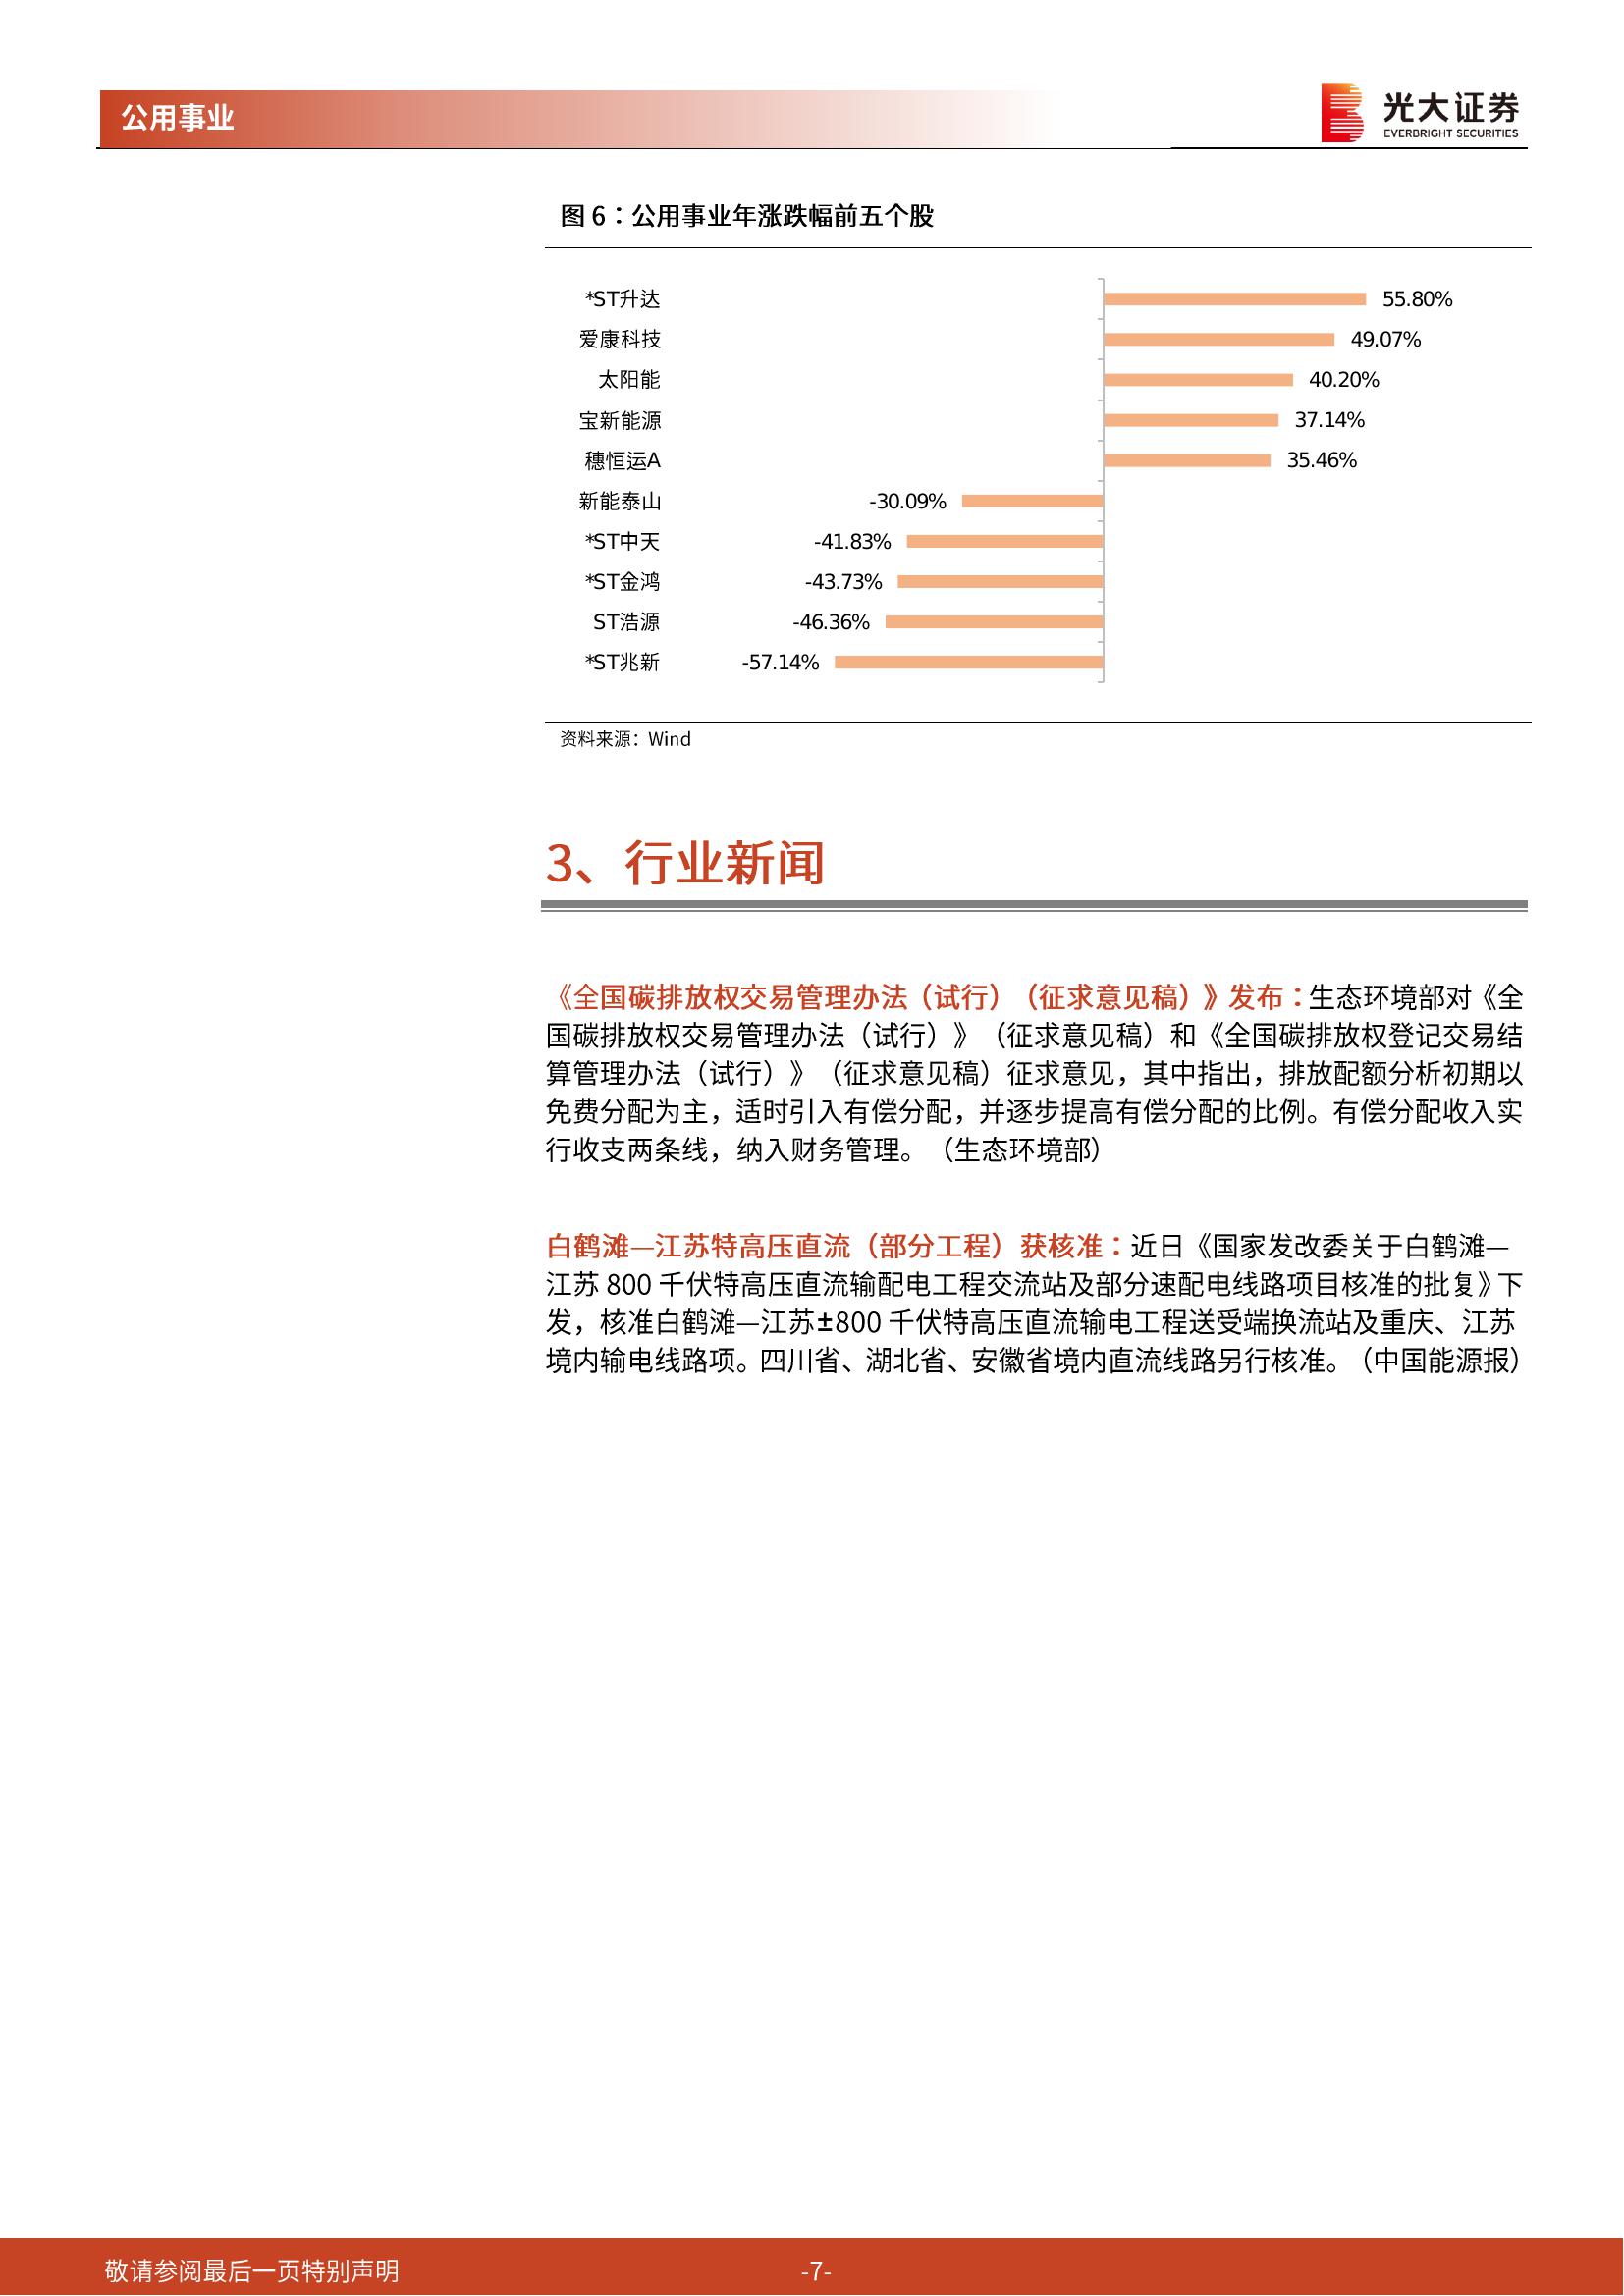 公用事业
光大证券
EVERBRIGHT SECURITIES
图 6：公用事业年涨跌幅前五个股
*ST升达 55.80%
爱康科技 49.07%
太阳能 40.20%
宝新能源 37.14%
穗恒运A 35.46%
新能泰山 -30.09%
*ST中天 -41.83%
*ST金鸿 -43.73%
ST浩源 -46.36%
*ST兆新 -57.14%
资料来源：Wind
3、行业新闻
《全国碳排放权交易管理办法（试行）（征求意见稿）》发布：生态环境部对《全
国碳排放权交易管理办法（试行）》（征求意见稿）和《全国碳排放权登记交易结
算管理办法（试行）》（征求意见稿）征求意见，其中指出，排放配额分析初期以
免费分配为主，适时引入有偿分配，并逐步提高有偿分配的比例。有偿分配收入实
行收支两条线，纳入财务管理。（生态环境部）
白鹤滩—江苏特高压直流（部分工程）获核准：近日《国家发改委关于白鹤滩—
江苏 800 千伏特高压直流输配电工程交流站及部分速配电线路项目核准的批复》下
发，核准白鹤滩—江苏±800 千伏特高压直流输电工程送受端换流站及重庆、江苏
境内输电线路项。四川省、湖北省、安徽省境内直流线路另行核准。（中国能源报）
敬请参阅最后一页特别声明
-7-